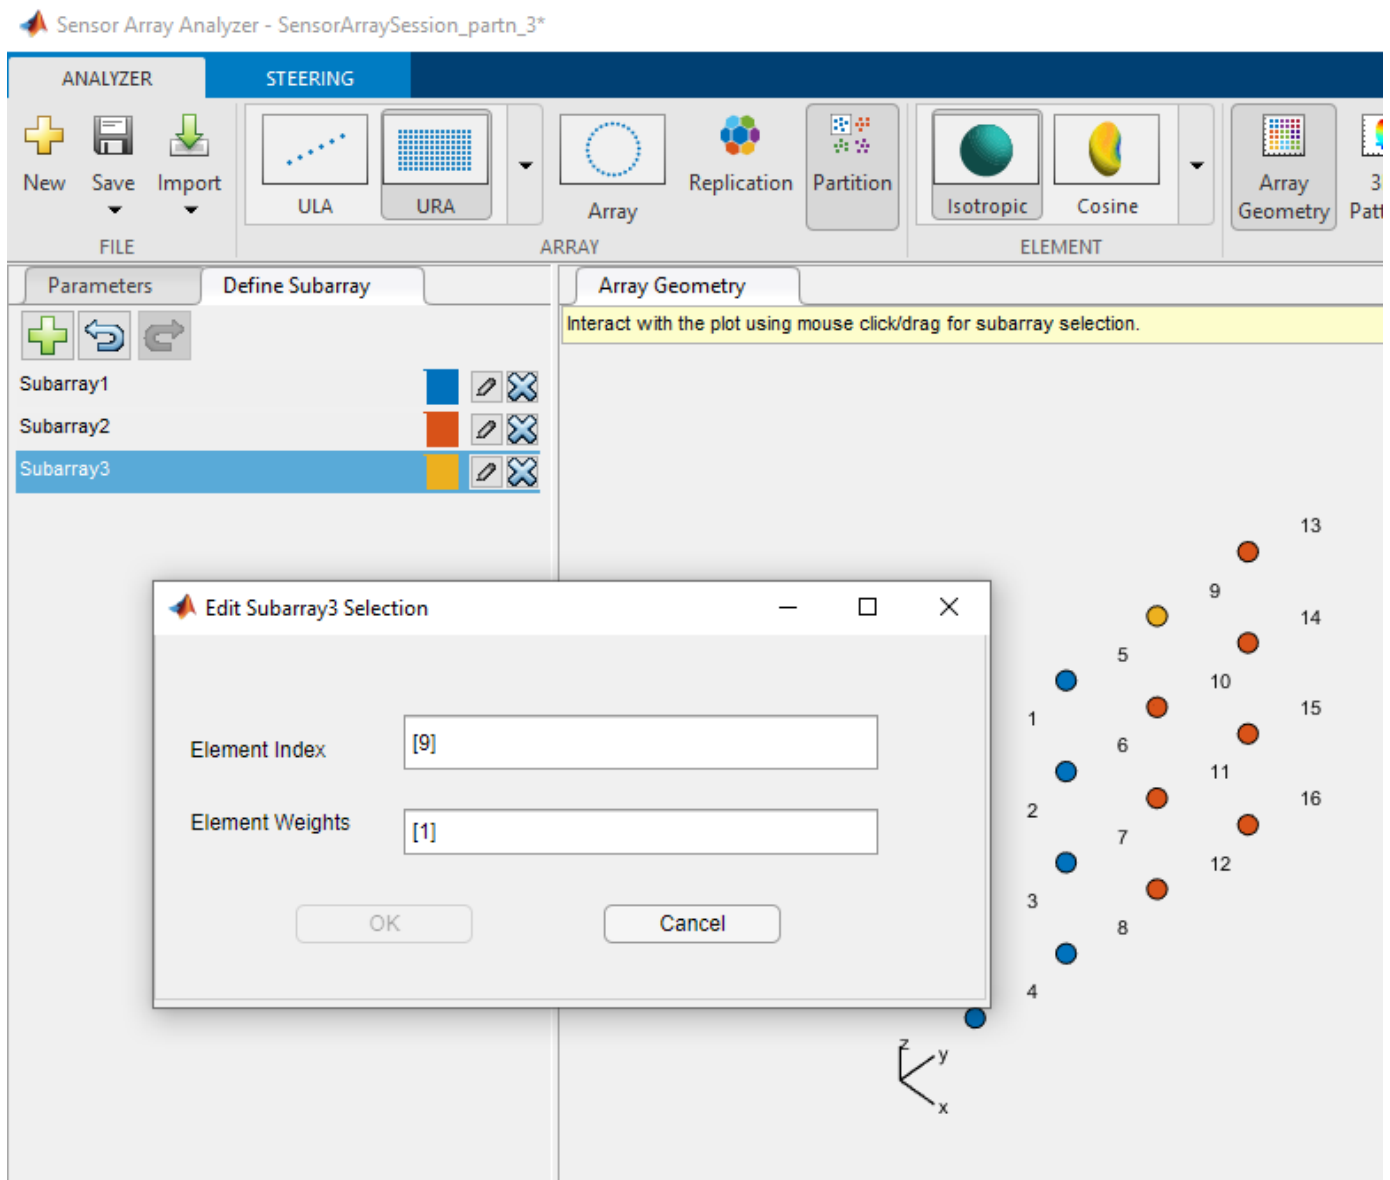 Sensor Array Analyzer - SensorArraySession_partn_3*
ANALYZER STEERING
New Save Import ULA URA Array Replication Partition Isotropic Cosine Array Geometry
FILE ARRAY ELEMENT
Parameters Define Subarray Array Geometry
Interact with the plot using mouse click/drag for subarray selection.
Subarray1
Subarray2
Subarray3
Edit Subarray3 Selection
Element Index [9]
Element Weights [1]
OK Cancel
13
9
14
5
10
15
1
6
11
16
2
7
12
3
8
4
z
y
x